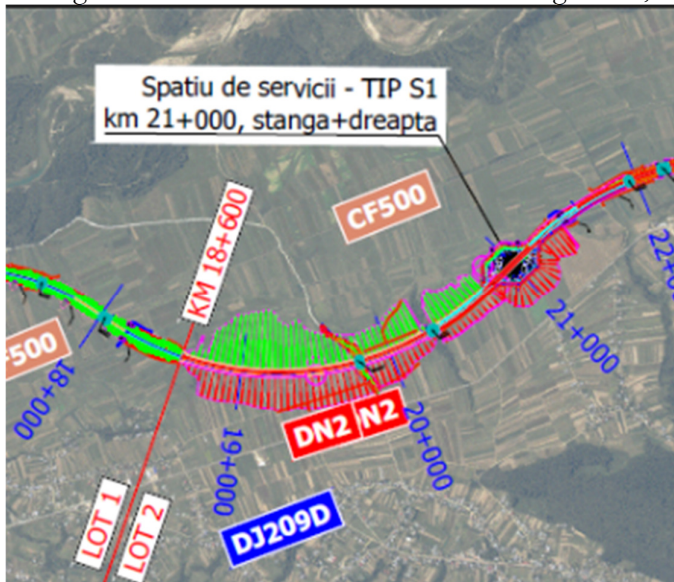 Spatiu de servicii - TIP S1
km 21+000, stanga+dreapta
CF500
KM 18+600
500
18+000
19+000
DN2
N2
20+000
21+000
LOT 1
LOT 2
DJ209D